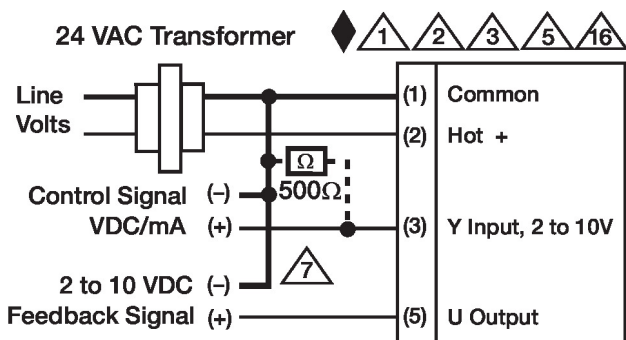 24 VAC Transformer
1 2 3 5 16
Line
Volts
(1) Common
(2) Hot +
Ω
500Ω
Control Signal (-)
VDC/mA (+)
(3) Y Input, 2 to 10V
7
2 to 10 VDC (-)
Feedback Signal (+)
(5) U Output